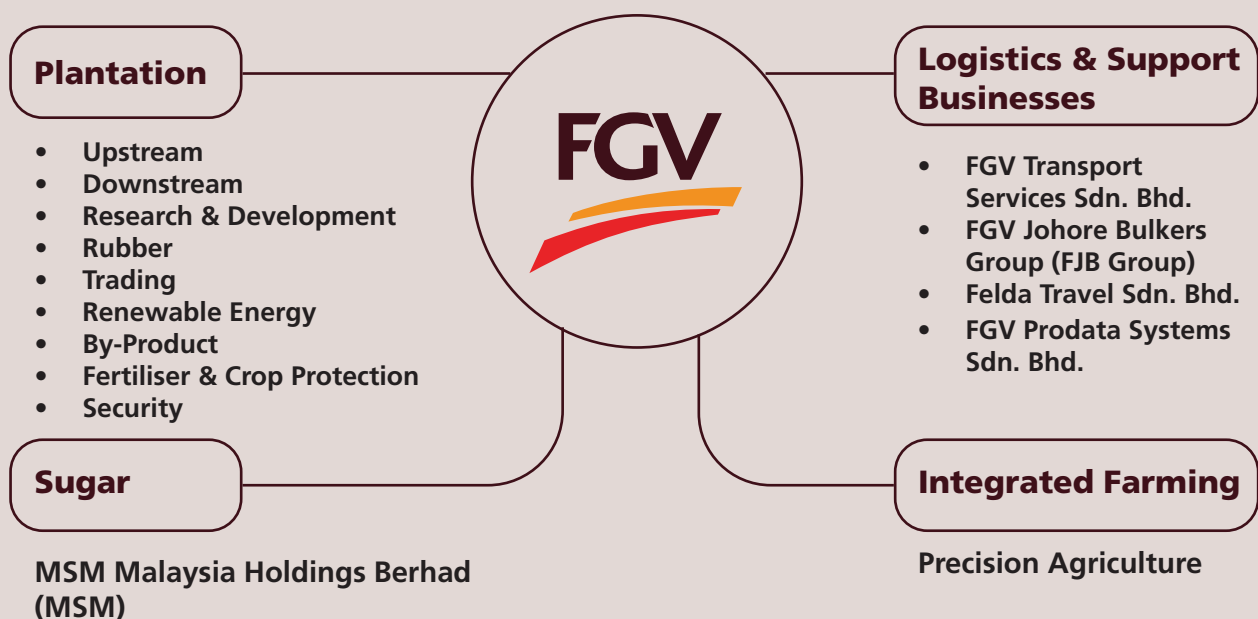 Plantation
• Upstream
• Downstream
• Research & Development
• Rubber
• Trading
• Renewable Energy
• By-Product
• Fertiliser & Crop Protection
• Security
FGV
Logistics & Support
Businesses
• FGV Transport
Services Sdn. Bhd.
• FGV Johore Bulkers
Group (FJB Group)
• Felda Travel Sdn. Bhd.
• FGV Prodata Systems
Sdn. Bhd.
Sugar
MSM Malaysia Holdings Berhad
(MSM)
Integrated Farming
Precision Agriculture